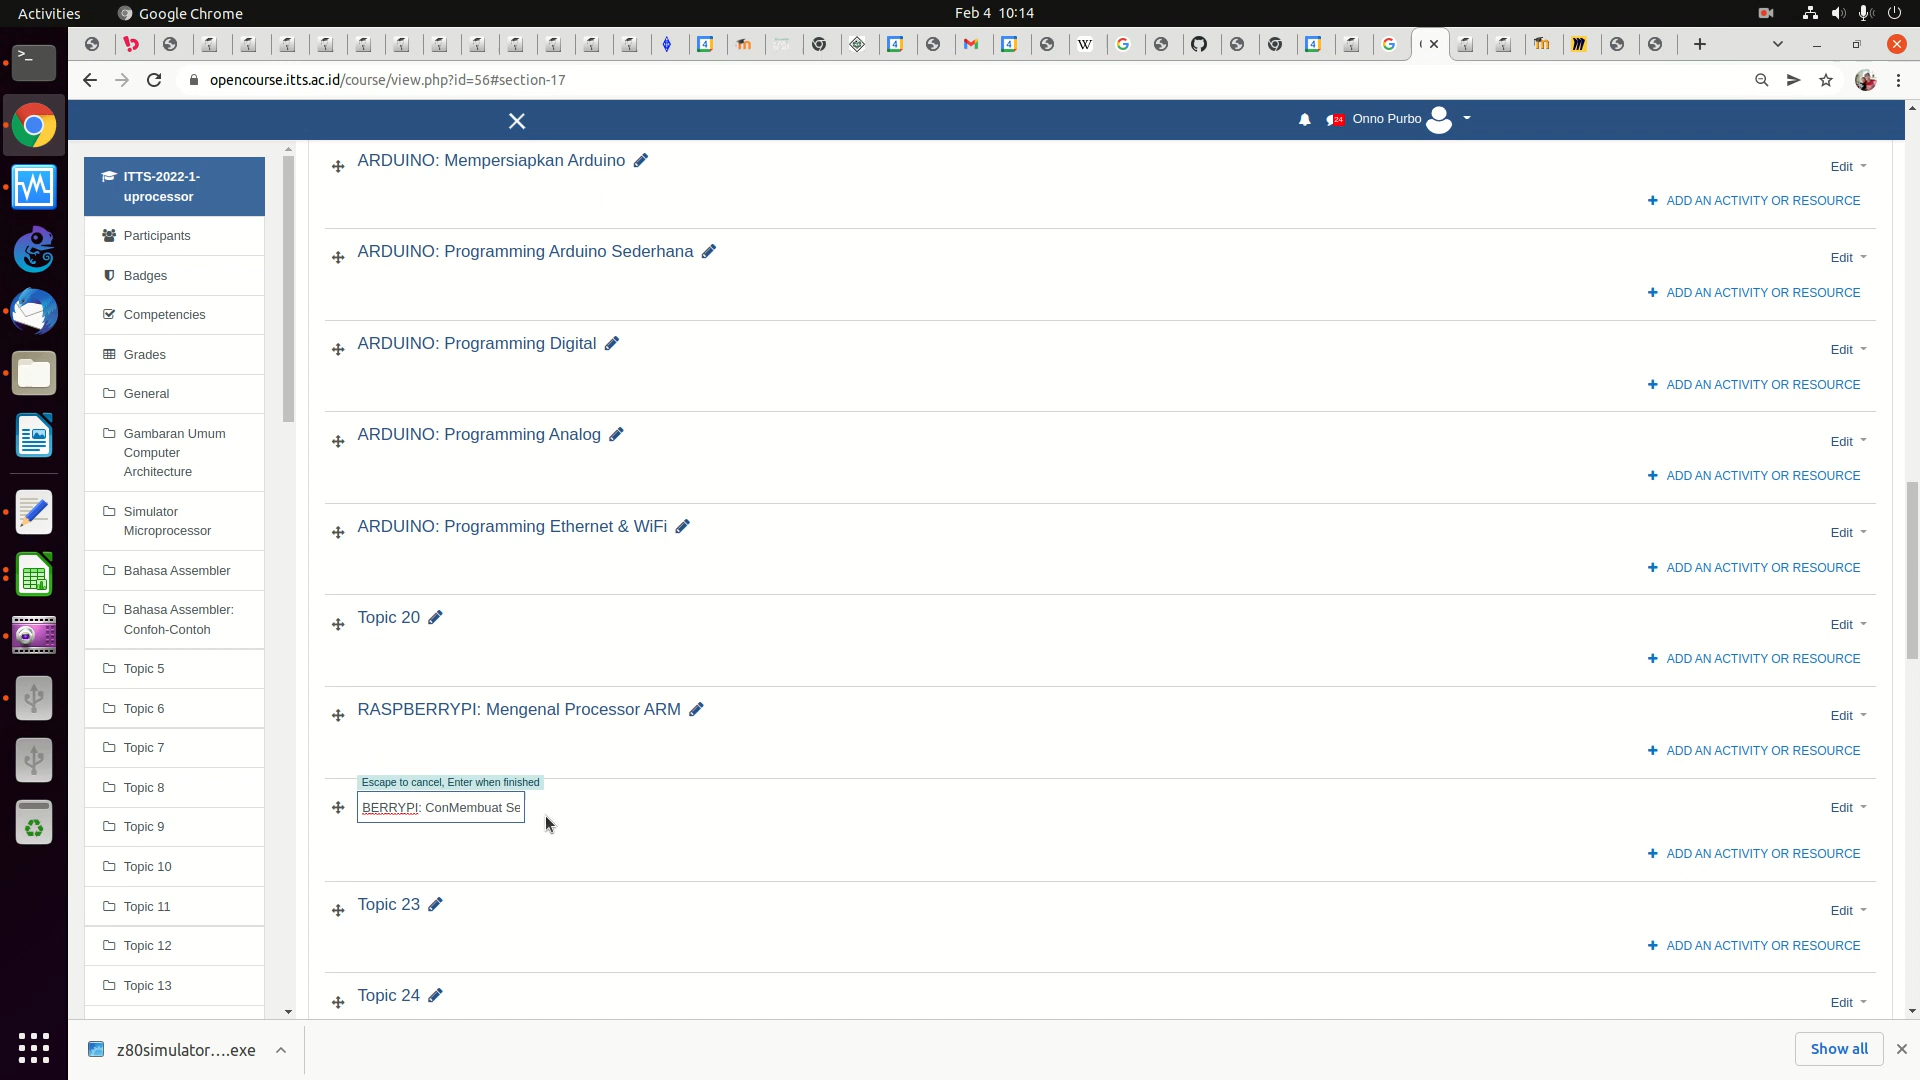 Activities
Google Chrome
Feb 4 10:14
opencourse.itts.ac.id/course/view.php?id=56#section-17
24
Onno Purbo
ITTS-2022-1-
uprocessor
Participants
Badges
Competencies
Grades
General
Gambaran Umum
Computer
Architecture
Simulator
Microprocessor
Bahasa Assembler
Bahasa Assembler:
Confoh-Contoh
Topic 5
Topic 6
Topic 7
Topic 8
Topic 9
Topic 10
Topic 11
Topic 12
Topic 13
ARDUINO: Mempersiapkan Arduino
Edit
ADD AN ACTIVITY OR RESOURCE
ARDUINO: Programming Arduino Sederhana
Edit
ADD AN ACTIVITY OR RESOURCE
ARDUINO: Programming Digital
Edit
ADD AN ACTIVITY OR RESOURCE
ARDUINO: Programming Analog
Edit
ADD AN ACTIVITY OR RESOURCE
ARDUINO: Programming Ethernet & WiFi
Edit
ADD AN ACTIVITY OR RESOURCE
Topic 20
Edit
ADD AN ACTIVITY OR RESOURCE
RASPBERRYPI: Mengenal Processor ARM
Edit
ADD AN ACTIVITY OR RESOURCE
Escape to cancel, Enter when finished
BERRYPI: ConMembuat Se
Edit
ADD AN ACTIVITY OR RESOURCE
Topic 23
Edit
ADD AN ACTIVITY OR RESOURCE
Topic 24
Edit
z80simulator....exe
Show all